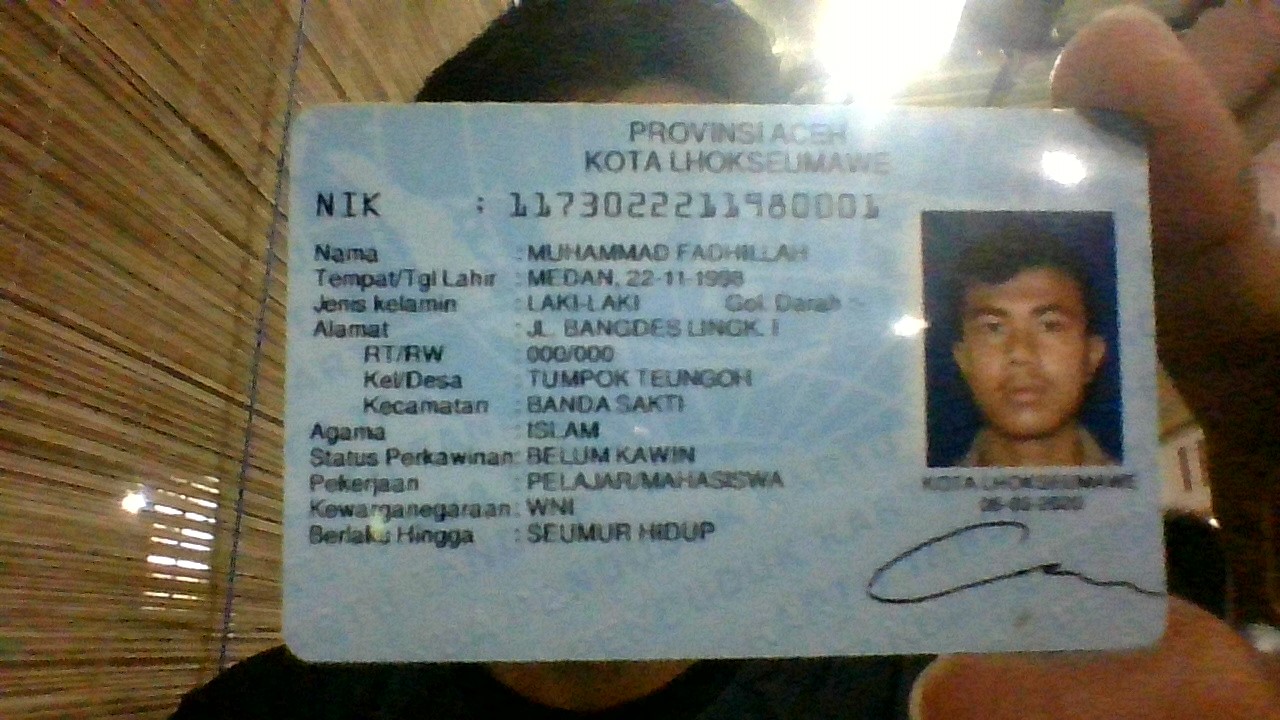 PROVINSI ACEH
KOTA LHOKSEUMAWE
NIK : 1173022211980001
Nama : MUHAMMAD FADHILLAH
Tempat/Tgl Lahir : MEDAN, 22-11-1998
Jenis kelamin : LAKI-LAKI Gol. Darah -
Alamat : JL. BANGDES LINGK. I
RT/RW : 000/000
Kel/Desa : TUMPOK TEUNGOH
Kecamatan : BANDA SAKTI
Agama : ISLAM
Status Perkawinan: BELUM KAWIN
Pekerjaan : PELAJAR/MAHASISWA
Kewarganegaraan: WNI
Berlaku Hingga : SEUMUR HIDUP
KOTA LHOKSEUMAWE